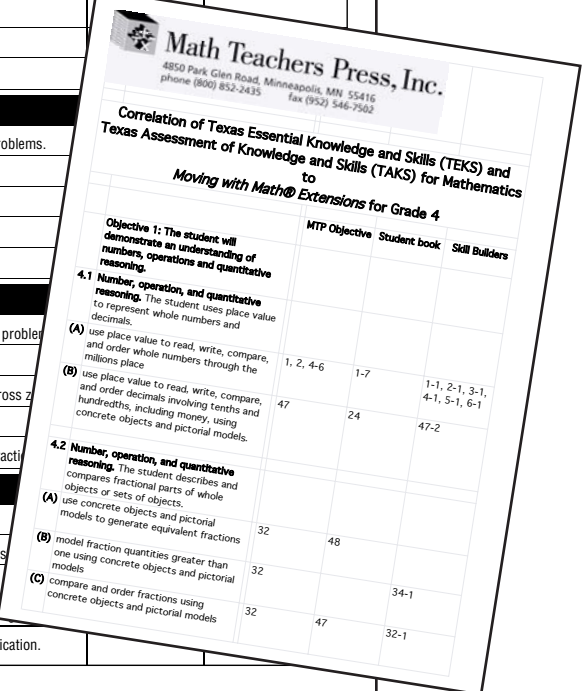 oblems.
problem
ross z
acti
s
ication.
Math Teachers Press, Inc.
4850 Park Glen Road, Minneapolis, MN 55416
phone (800) 852-2435 fax (952) 546-7502
Correlation of Texas Essential Knowledge and Skills (TEKS) and
Texas Assessment of Knowledge and Skills (TAKS) for Mathematics
to
Moving with Math® Extensions for Grade 4
MTP Objective Student book Skill Builders
Objective 1: The student will
demonstrate an understanding of
numbers, operations and quantitative
reasoning.
4.1 Number, operation, and quantitative
reasoning. The student uses place value
to represent whole numbers and
decimals.
(A) use place value to read, write, compare,
and order whole numbers through the
millions place
1, 2, 4-6 1-7 1-1, 2-1, 3-1,
4-1, 5-1, 6-1
(B) use place value to read, write, compare,
and order decimals involving tenths and
hundredths, including money, using
concrete objects and pictorial models.
47 24 47-2
4.2 Number, operation, and quantitative
reasoning. The student describes and
compares fractional parts of whole
objects or sets of objects.
(A) use concrete objects and pictorial
models to generate equivalent fractions
32 48
(B) model fraction quantities greater than
one using concrete objects and pictorial
models
32 34-1
(C) compare and order fractions using
concrete objects and pictorial models
32 47 32-1